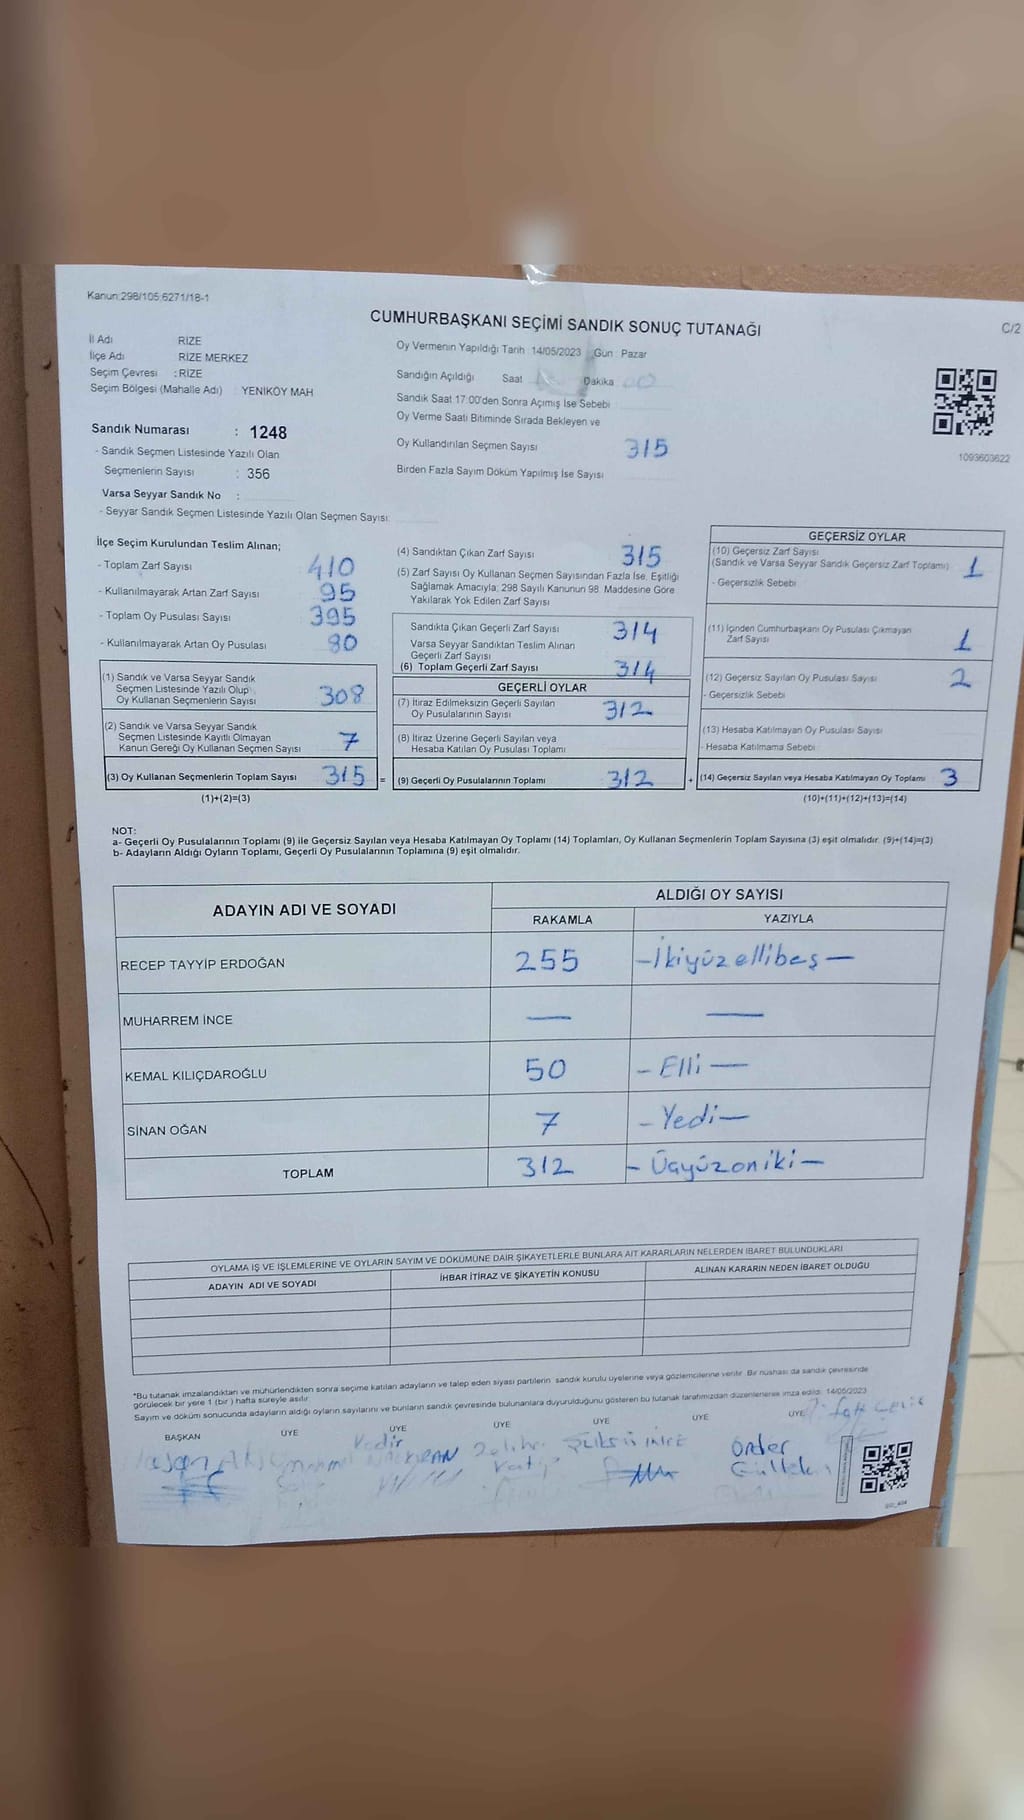 Kanun:298/105;6271/18-1
CUMHURBAŞKANI SEÇİMİ SANDIK SONUÇ TUTANAĞI
C/2
İl Adı RİZE
İlçe Adı RİZE MERKEZ
Seçim Çevresi : RİZE
Seçim Bölgesi (Mahalle Adı) YENİKÖY MAH
Sandık Numarası : 1248
- Sandık Seçmen Listesinde Yazılı Olan
Seçmenlerin Sayısı : 356
Varsa Seyyar Sandık No :
- Seyyar Sandık Seçmen Listesinde Yazılı Olan Seçmen Sayısı:
Oy Vermenin Yapıldığı Tarih : 14/05/2023 Gün : Pazar
Sandığın Açıldığı Saat Dakika 00
Sandık Saat 17:00'den Sonra Açımış İse Sebebi
Oy Verme Saati Bitiminde Sırada Bekleyen ve
Oy Kullandırılan Seçmen Sayısı 315
Birden Fazla Sayım Döküm Yapılmış İse Sayısı
1093603622
İlçe Seçim Kurulundan Teslim Alınan;
- Toplam Zarf Sayısı 410
- Kullanılmayarak Artan Zarf Sayısı 95
- Toplam Oy Pusulası Sayısı 395
- Kullanılmayarak Artan Oy Pusulası 80
(1) Sandık ve Varsa Seyyar Sandık
Seçmen Listesinde Yazılı Olup
Oy Kullanan Seçmenlerin Sayısı 308
(2) Sandık ve Varsa Seyyar Sandık
Seçmen Listesinde Kayıtlı Olmayan
Kanun Gereği Oy Kullanan Seçmen Sayısı 7
(3) Oy Kullanan Seçmenlerin Toplam Sayısı 315 =
(1)+(2)=(3)
(4) Sandıktan Çıkan Zarf Sayısı 315
(5) Zarf Sayısı Oy Kullanan Seçmen Sayısından Fazla İse, Eşitliği
Sağlamak Amacıyla; 298 Sayılı Kanunun 98. Maddesine Göre
Yakılarak Yok Edilen Zarf Sayısı
Sandıkta Çıkan Geçerli Zarf Sayısı 314
Varsa Seyyar Sandıktan Teslim Alınan
Geçerli Zarf Sayısı
(6) Toplam Geçerli Zarf Sayısı 314
GEÇERLİ OYLAR
(7) İtiraz Edilmeksizin Geçerli Sayılan
Oy Pusulalarının Sayısı 312
(8) İtiraz Üzerine Geçerli Sayılan veya
Hesaba Katılan Oy Pusulası Toplamı
(9) Geçerli Oy Pusulalarının Toplamı 312 +
GEÇERSİZ OYLAR
(10) Geçersiz Zarf Sayısı
(Sandık ve Varsa Seyyar Sandık Geçersiz Zarf Toplamı) 1
- Geçersizlik Sebebi
(11) İçinden Cumhurbaşkanı Oy Pusulası Çıkmayan
Zarf Sayısı 1
(12) Geçersiz Sayılan Oy Pusulası Sayısı 2
- Geçersizlik Sebebi
(13) Hesaba Katılmayan Oy Pusulası Sayısı
- Hesaba Katılmama Sebebi
(14) Geçersiz Sayılan veya Hesaba Katılmayan Oy Toplamı 3
(10)+(11)+(12)+(13)=(14)
NOT:
a- Geçerli Oy Pusulalarının Toplamı (9) ile Geçersiz Sayılan veya Hesaba Katılmayan Oy Toplamı (14) Toplamları, Oy Kullanan Seçmenlerin Toplam Sayısına (3) eşit olmalıdır. (9)+(14)=(3)
b- Adayların Aldığı Oyların Toplamı, Geçerli Oy Pusulalarının Toplamına (9) eşit olmalıdır.
ADAYIN ADI VE SOYADI ALDIĞI OY SAYISI
RAKAMLA YAZIYLA
RECEP TAYYİP ERDOĞAN 255 -İkiyüzellibeş-
MUHARREM İNCE — —
KEMAL KILIÇDAROĞLU 50 - Elli -
SİNAN OĞAN 7 - Yedi -
TOPLAM 312 - Üçyüzoniki -
OYLAMA İŞ VE İŞLEMLERİNE VE OYLARIN SAYIM VE DÖKÜMÜNE DAİR ŞİKAYETLERLE BUNLARA AİT KARARLARIN NELERDEN İBARET BULUNDUKLARI
ADAYIN ADI VE SOYADI İHBAR İTİRAZ VE ŞİKAYETİN KONUSU ALINAN KARARIN NEDEN İBARET OLDUĞU
*Bu tutanak imzalandıktan ve mühürlendikten sonra seçime katılan adayların ve talep eden siyasi partilerin sandık kurulu üyelerine veya gözlemcilerine verilir. Bir nüshası da sandık çevresinde
görülecek bir yere 1 (bir) hafta süreyle asılır.
Sayım ve döküm sonucunda adayların aldığı oyların sayılarını ve bunların sandık çevresinde bulunanlara duyurulduğunu gösteren bu tutanak tarafımızdan düzenlenerek imza edildi. 14/05/2023
BAŞKAN ÜYE ÜYE ÜYE ÜYE ÜYE ÜYE
Kadir
Önder